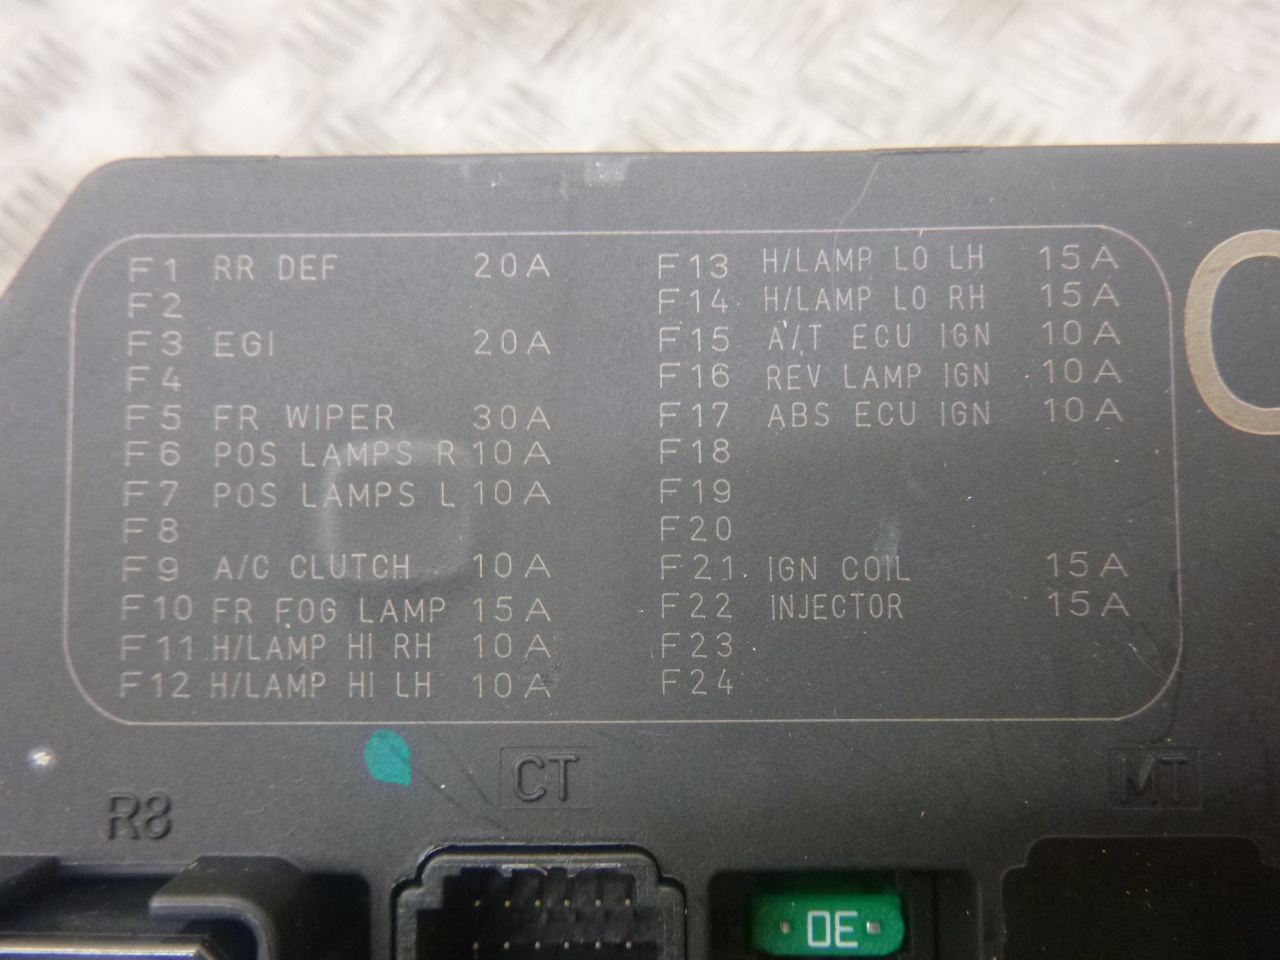 F1 RR DEF 20A
F2
F3 EGI 20A
F4
F5 FR WIPER 30A
F6 POS LAMPS R 10A
F7 POS LAMPS L 10A
F8
F9 A/C CLUTCH 10A
F10 FR FOG LAMP 15A
F11 H/LAMP HI RH 10A
F12 H/LAMP HI LH 10A
F13 H/LAMP LO LH 15A
F14 H/LAMP LO RH 15A
F15 A/T ECU IGN 10A
F16 REV LAMP IGN 10A
F17 ABS ECU IGN 10A
F18
F19
F20
F21 IGN COIL 15A
F22 INJECTOR 15A
F23
F24
R8
CT
MT
30